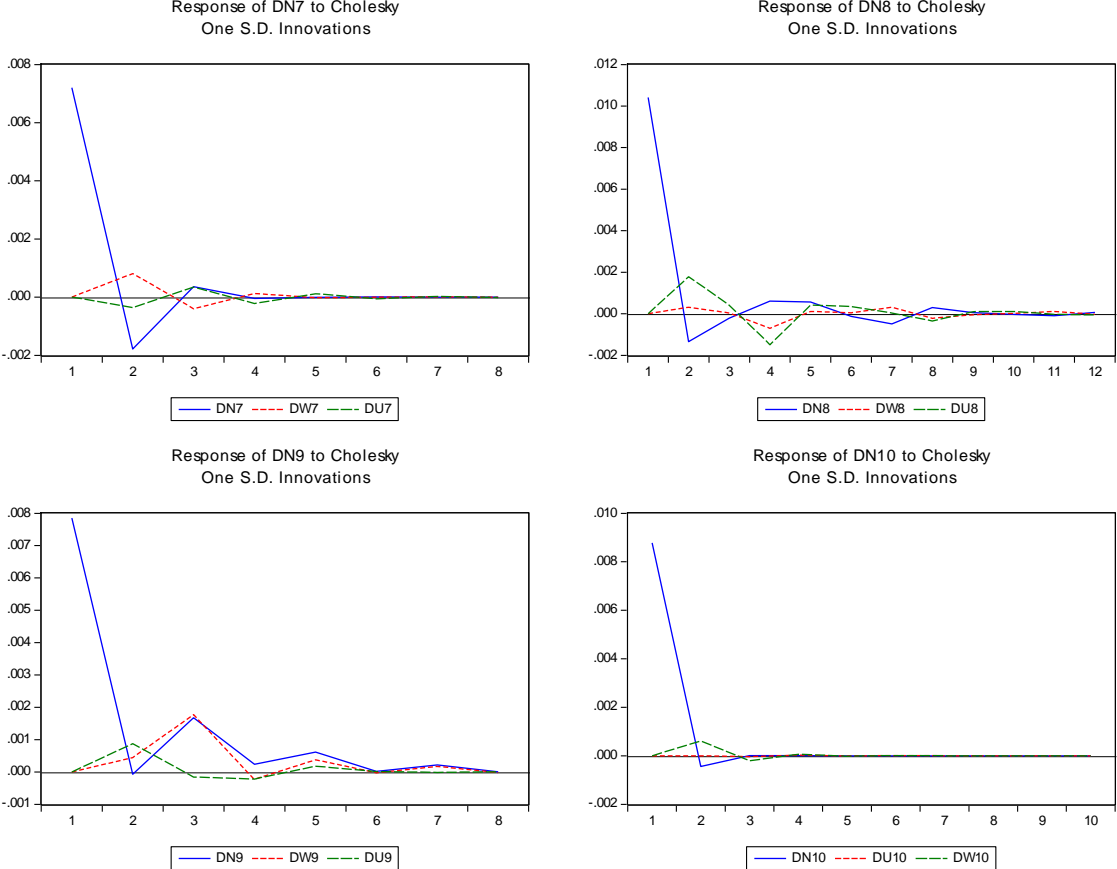 Response of DN7 to Cholesky
One S.D. Innovations
.008
.006
.004
.002
.000
-.002
1 2 3 4 5 6 7 8
DN7 DW7 DU7
Response of DN8 to Cholesky
One S.D. Innovations
.012
.010
.008
.006
.004
.002
.000
-.002
1 2 3 4 5 6 7 8 9 10 11 12
DN8 DW8 DU8
Response of DN9 to Cholesky
One S.D. Innovations
.008
.007
.006
.005
.004
.003
.002
.001
.000
-.001
1 2 3 4 5 6 7 8
DN9 DW9 DU9
Response of DN10 to Cholesky
One S.D. Innovations
.010
.008
.006
.004
.002
.000
-.002
1 2 3 4 5 6 7 8 9 10
DN10 DU10 DW10